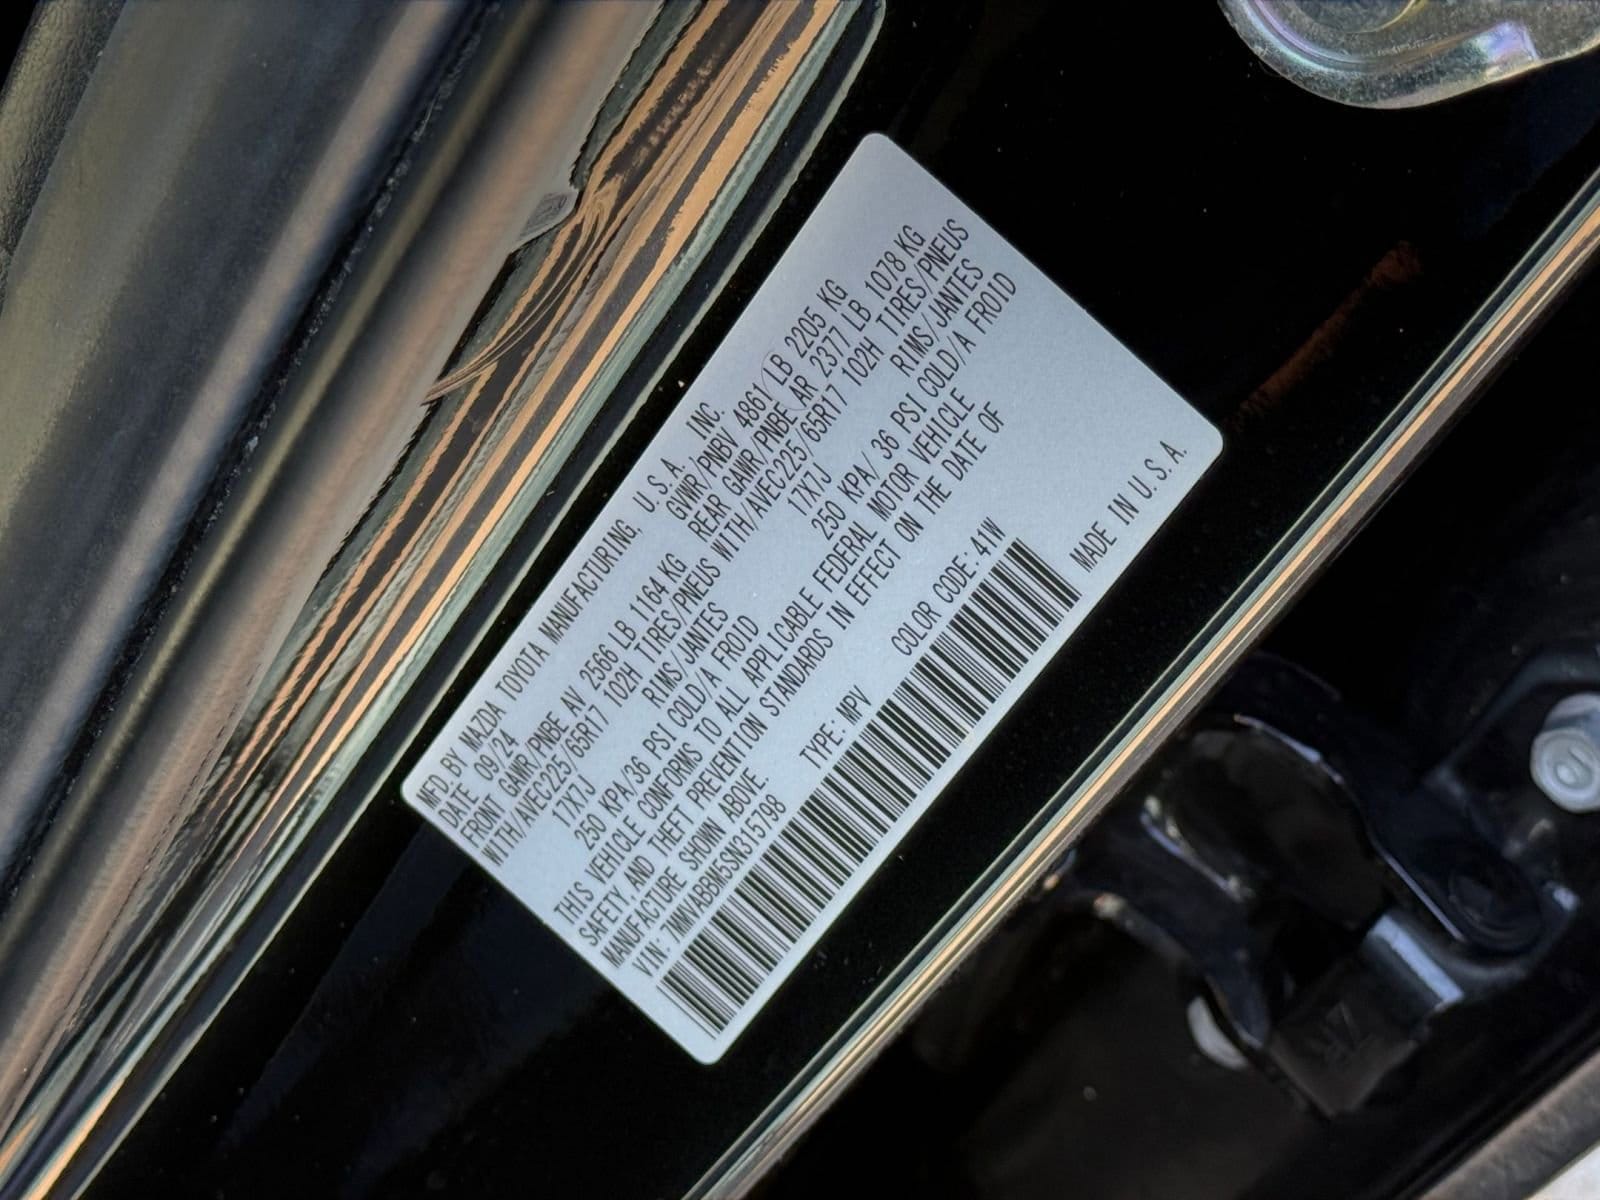 MFD. BY MAZDA TOYOTA MANUFACTURING, U.S.A. INC.
DATE 09/24 GVWR/PNBV 4861 LB 2205 KG
FRONT GAWR/PNBE AV 2566 LB 1164 KG REAR GAWR/PNBE AR 2377 LB 1078 KG
WITH/AVEC225/65R17 102H TIRES/PNEUS WITH/AVEC225/65R17 102H TIRES/PNEUS
17X7J RIMS/JANTES 17X7J RIMS/JANTES
250 KPA/36 PSI COLD/A FROID 250 KPA/ 36 PSI COLD/A FROID
THIS VEHICLE CONFORMS TO ALL APPLICABLE FEDERAL MOTOR VEHICLE
SAFETY, AND THEFT PREVENTION STANDARDS IN EFFECT ON THE DATE OF
MANUFACTURE SHOWN ABOVE.
VIN: 7MMVABBM5SN315798 TYPE: MPV COLOR CODE: 41W
MADE IN U.S.A.
7R